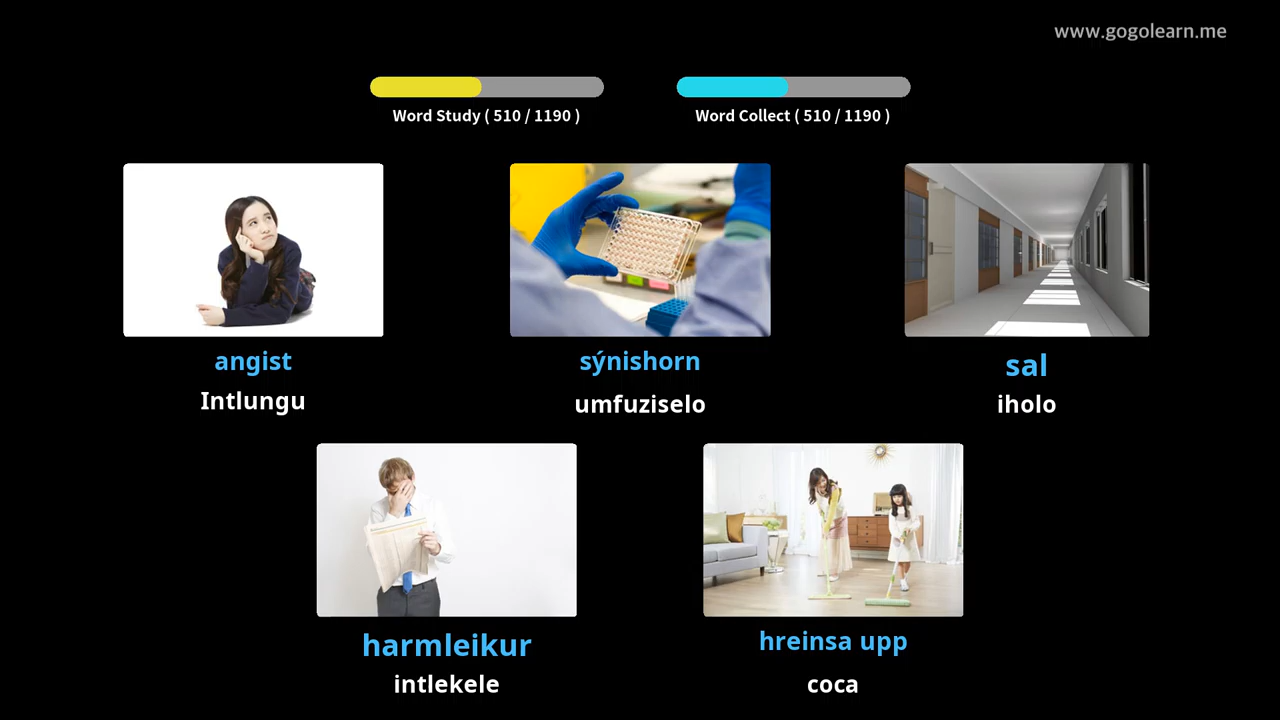 www.gogolearn.me
Word Study ( 510 / 1190 )
Word Collect ( 510 / 1190 )
angist
Intlungu
sýnishorn
umfuziselo
sal
iholo
harmleikur
intlekele
hreinsa upp
coca